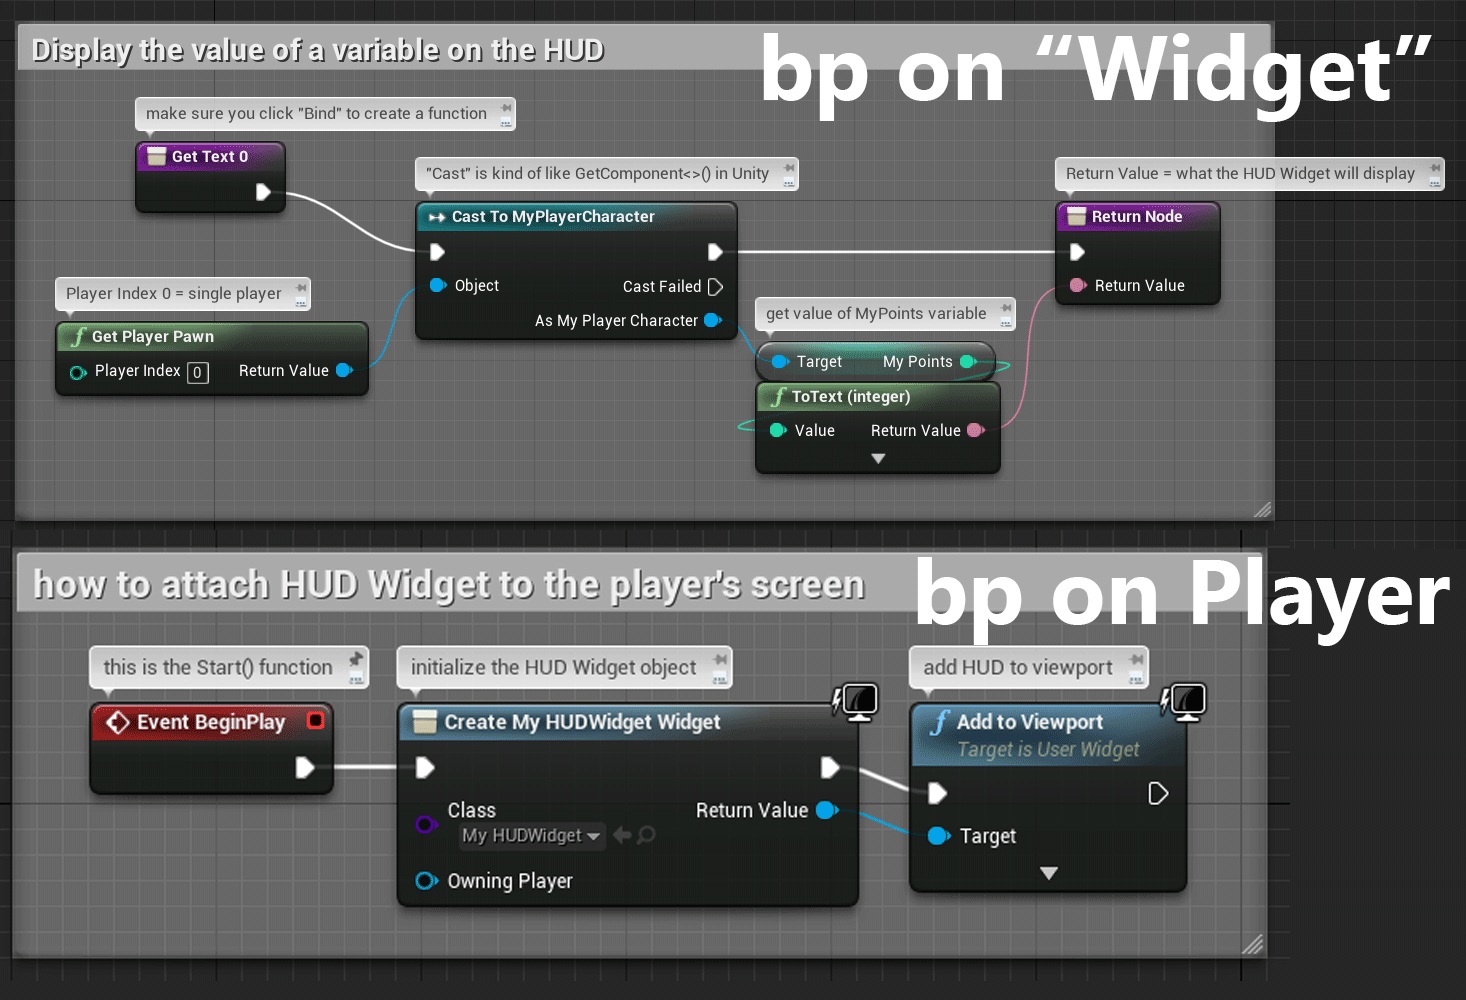 Display the value of a variable on the HUD
bp on “Widget”
make sure you click "Bind" to create a function
Get Text 0
"Cast" is kind of like GetComponent<>() in Unity
Cast To MyPlayerCharacter
Object
Cast Failed
As My Player Character
Return Value = what the HUD Widget will display
Return Node
Return Value
Player Index 0 = single player
f Get Player Pawn
Player Index 0
Return Value
get value of MyPoints variable
Target
My Points
f ToText (integer)
Value
Return Value
how to attach HUD Widget to the player's screen
bp on Player
this is the Start() function
Event BeginPlay
initialize the HUD Widget object
Create My HUDWidget Widget
Class
My HUDWidget
Return Value
Owning Player
add HUD to viewport
f Add to Viewport
Target is User Widget
Target